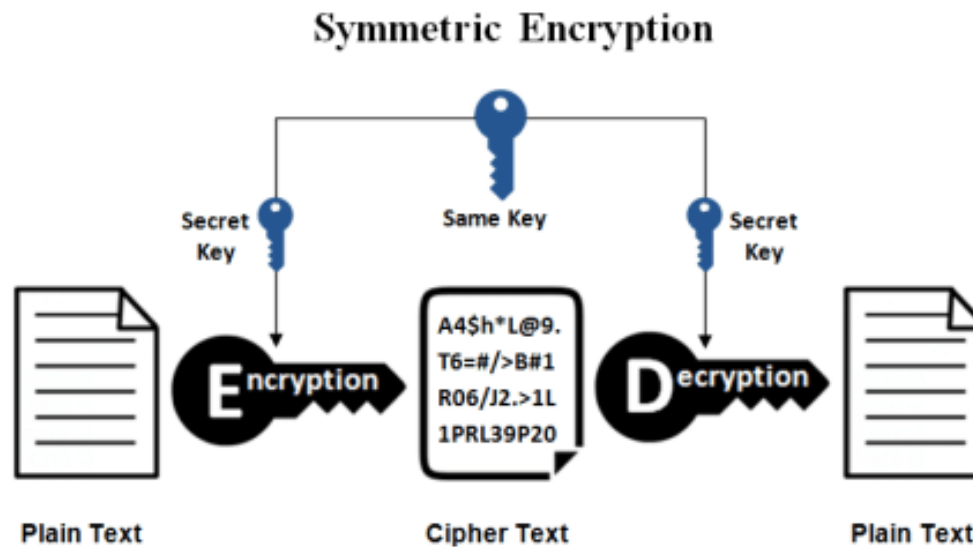 Symmetric Encryption
Same Key
Secret
Key
Secret
Key
Encryption
A4$h*L@9.
T6=#/>B#1
R06/J2.>1L
1PRL39P20
Decryption
Plain Text
Cipher Text
Plain Text